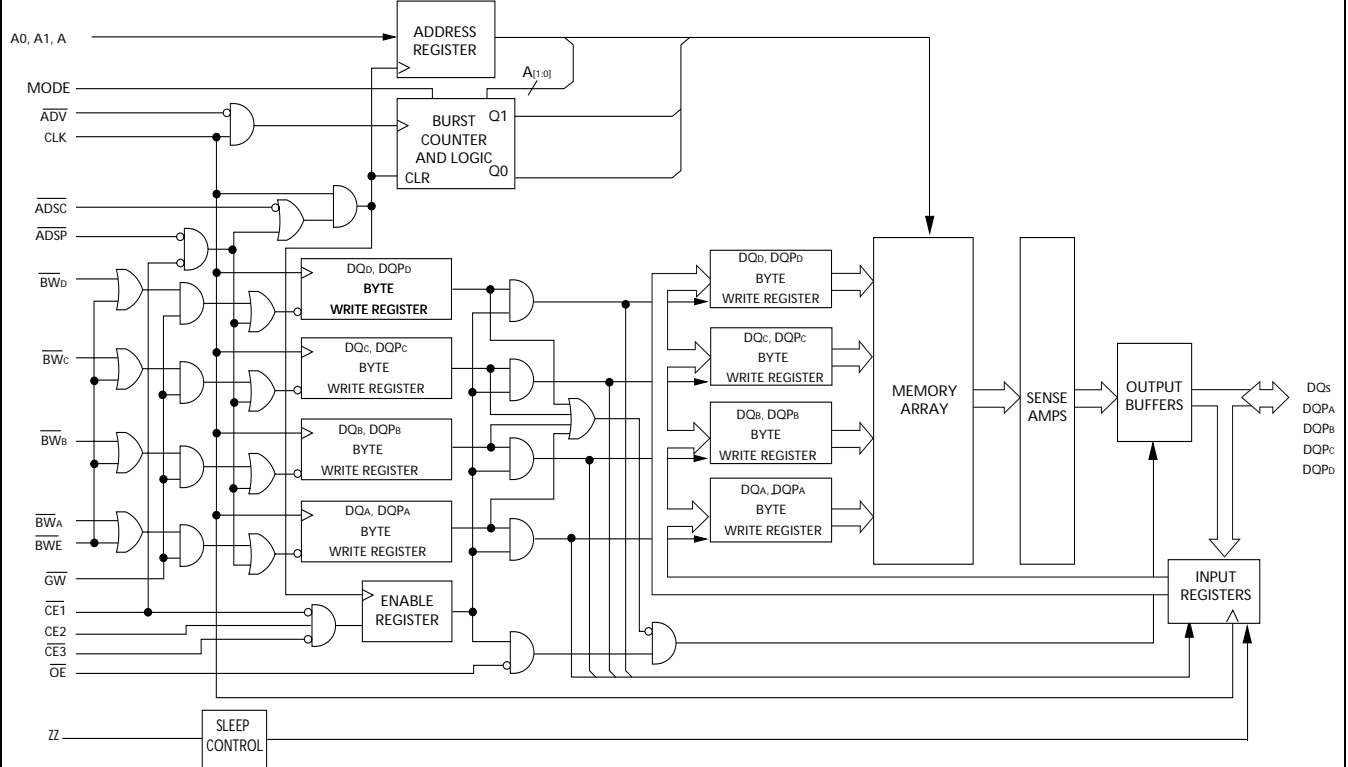 A0, A1, A
ADDRESS
REGISTER
MODE
A[1:0]
ADV
CLK
BURST
COUNTER
AND LOGIC
CLR
Q1
Q0
ADSC
ADSP
BWD
DQD, DQPD
BYTE
WRITE REGISTER
BWC
DQC, DQPC
BYTE
WRITE REGISTER
BWB
DQB, DQPB
BYTE
WRITE REGISTER
BWA
BWE
DQA, DQPA
BYTE
WRITE REGISTER
GW
CE1
CE2
CE3
OE
ENABLE
REGISTER
ZZ
SLEEP
CONTROL
DQD, DQPD
BYTE
WRITE REGISTER
DQC, DQPC
BYTE
WRITE REGISTER
DQB, DQPB
BYTE
WRITE REGISTER
DQA, DQPA
BYTE
WRITE REGISTER
MEMORY
ARRAY
SENSE
AMPS
OUTPUT
BUFFERS
INPUT
REGISTERS
DQS
DQPA
DQPB
DQPC
DQPD